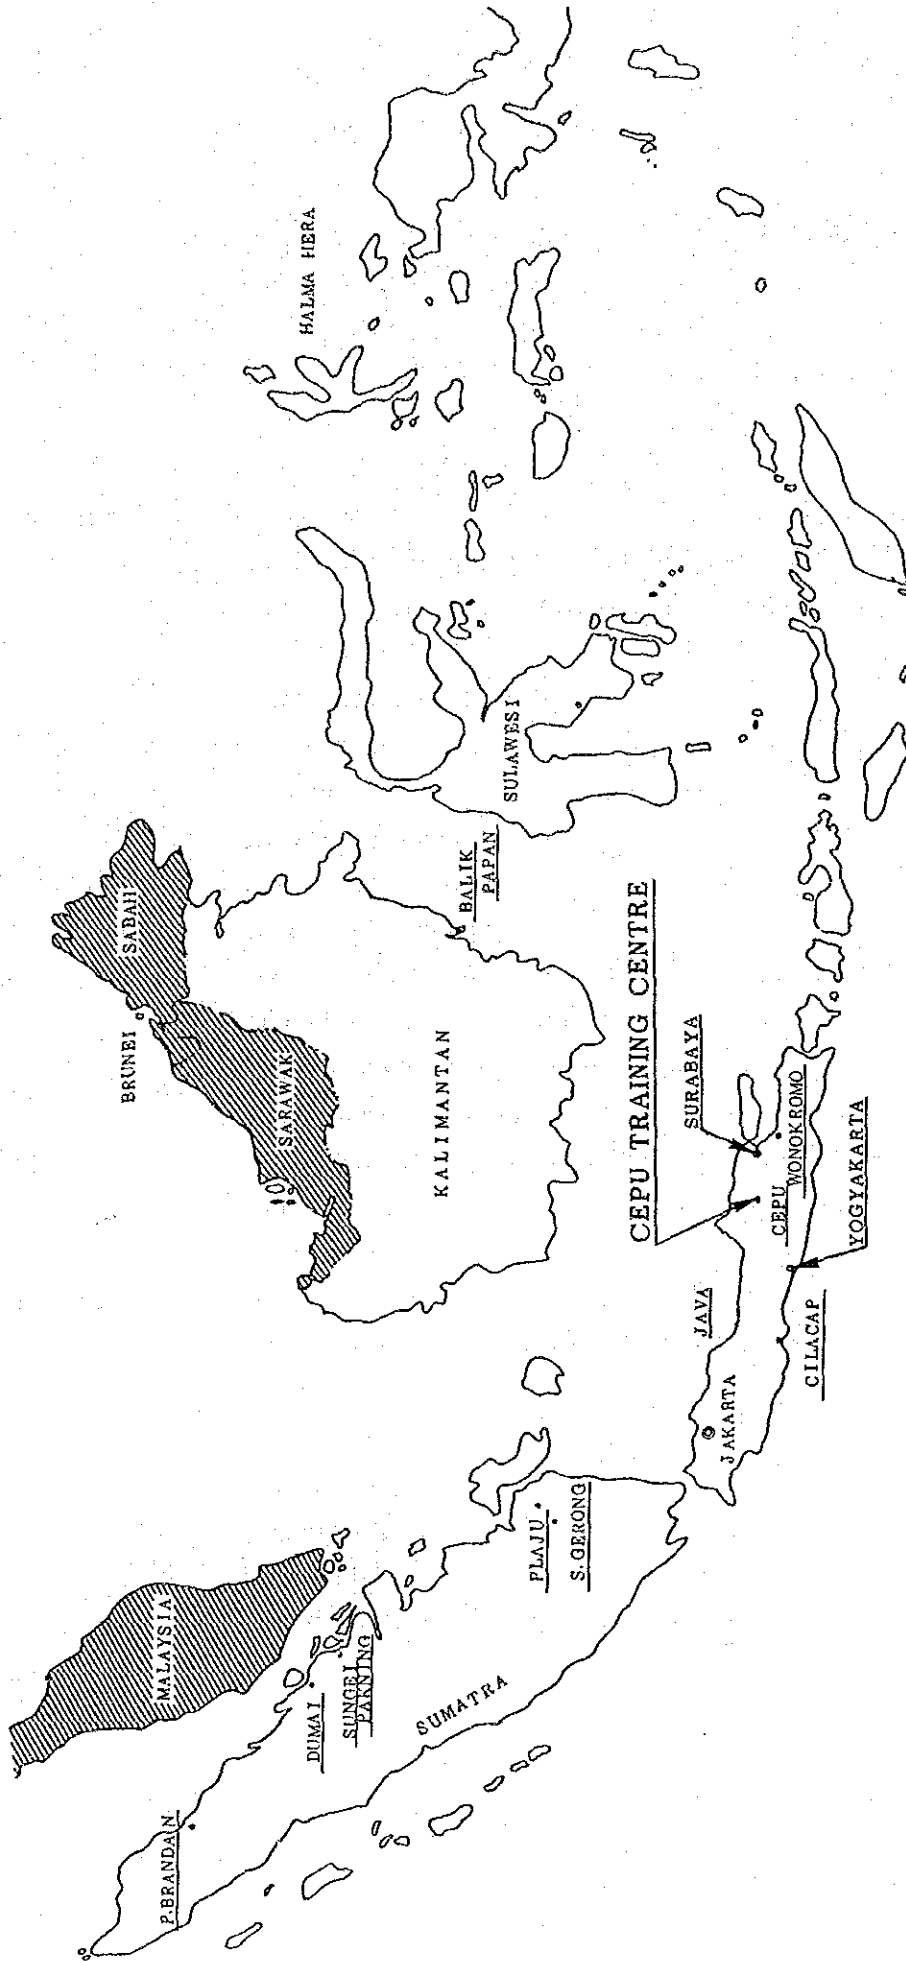 P.BRANDAN
MALAYSIA
DUMAI
SUNGEI
PAKNING
SUMATRA
PLAJU
S.GERONG
BRUNEI
SABAH
SARAWAK
KALIMANTAN
BALIK
PAPAN
SULAWESI
HALMA HERA
CEPU TRAINING CENTRE
SURABAYA
JAVA
JAKARTA
CEPU
WONOKROMO
CILACAP
YOGYAKARTA